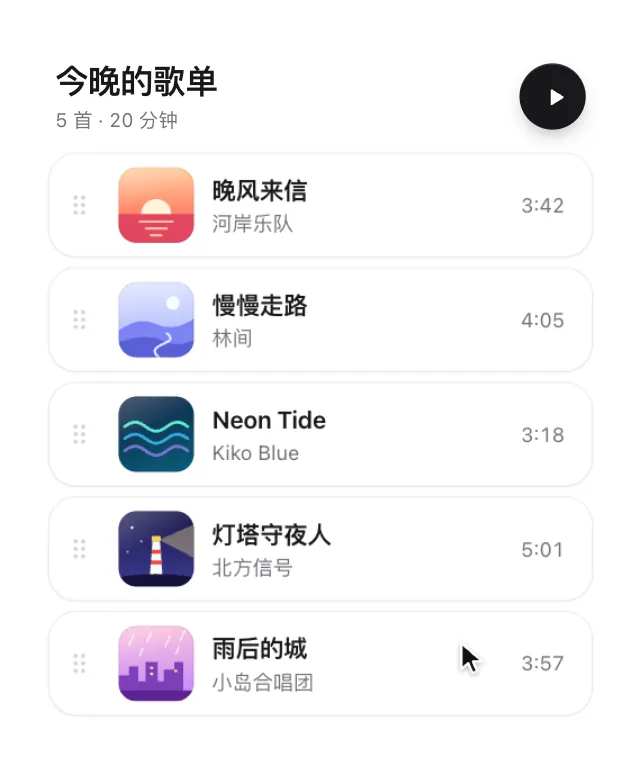 今晚的歌单
5 首 · 20 分钟
晚风来信
河岸乐队
3:42
慢慢走路
林间
4:05
Neon Tide
Kiko Blue
3:18
灯塔守夜人
北方信号
5:01
雨后的城
小岛合唱团
3:57